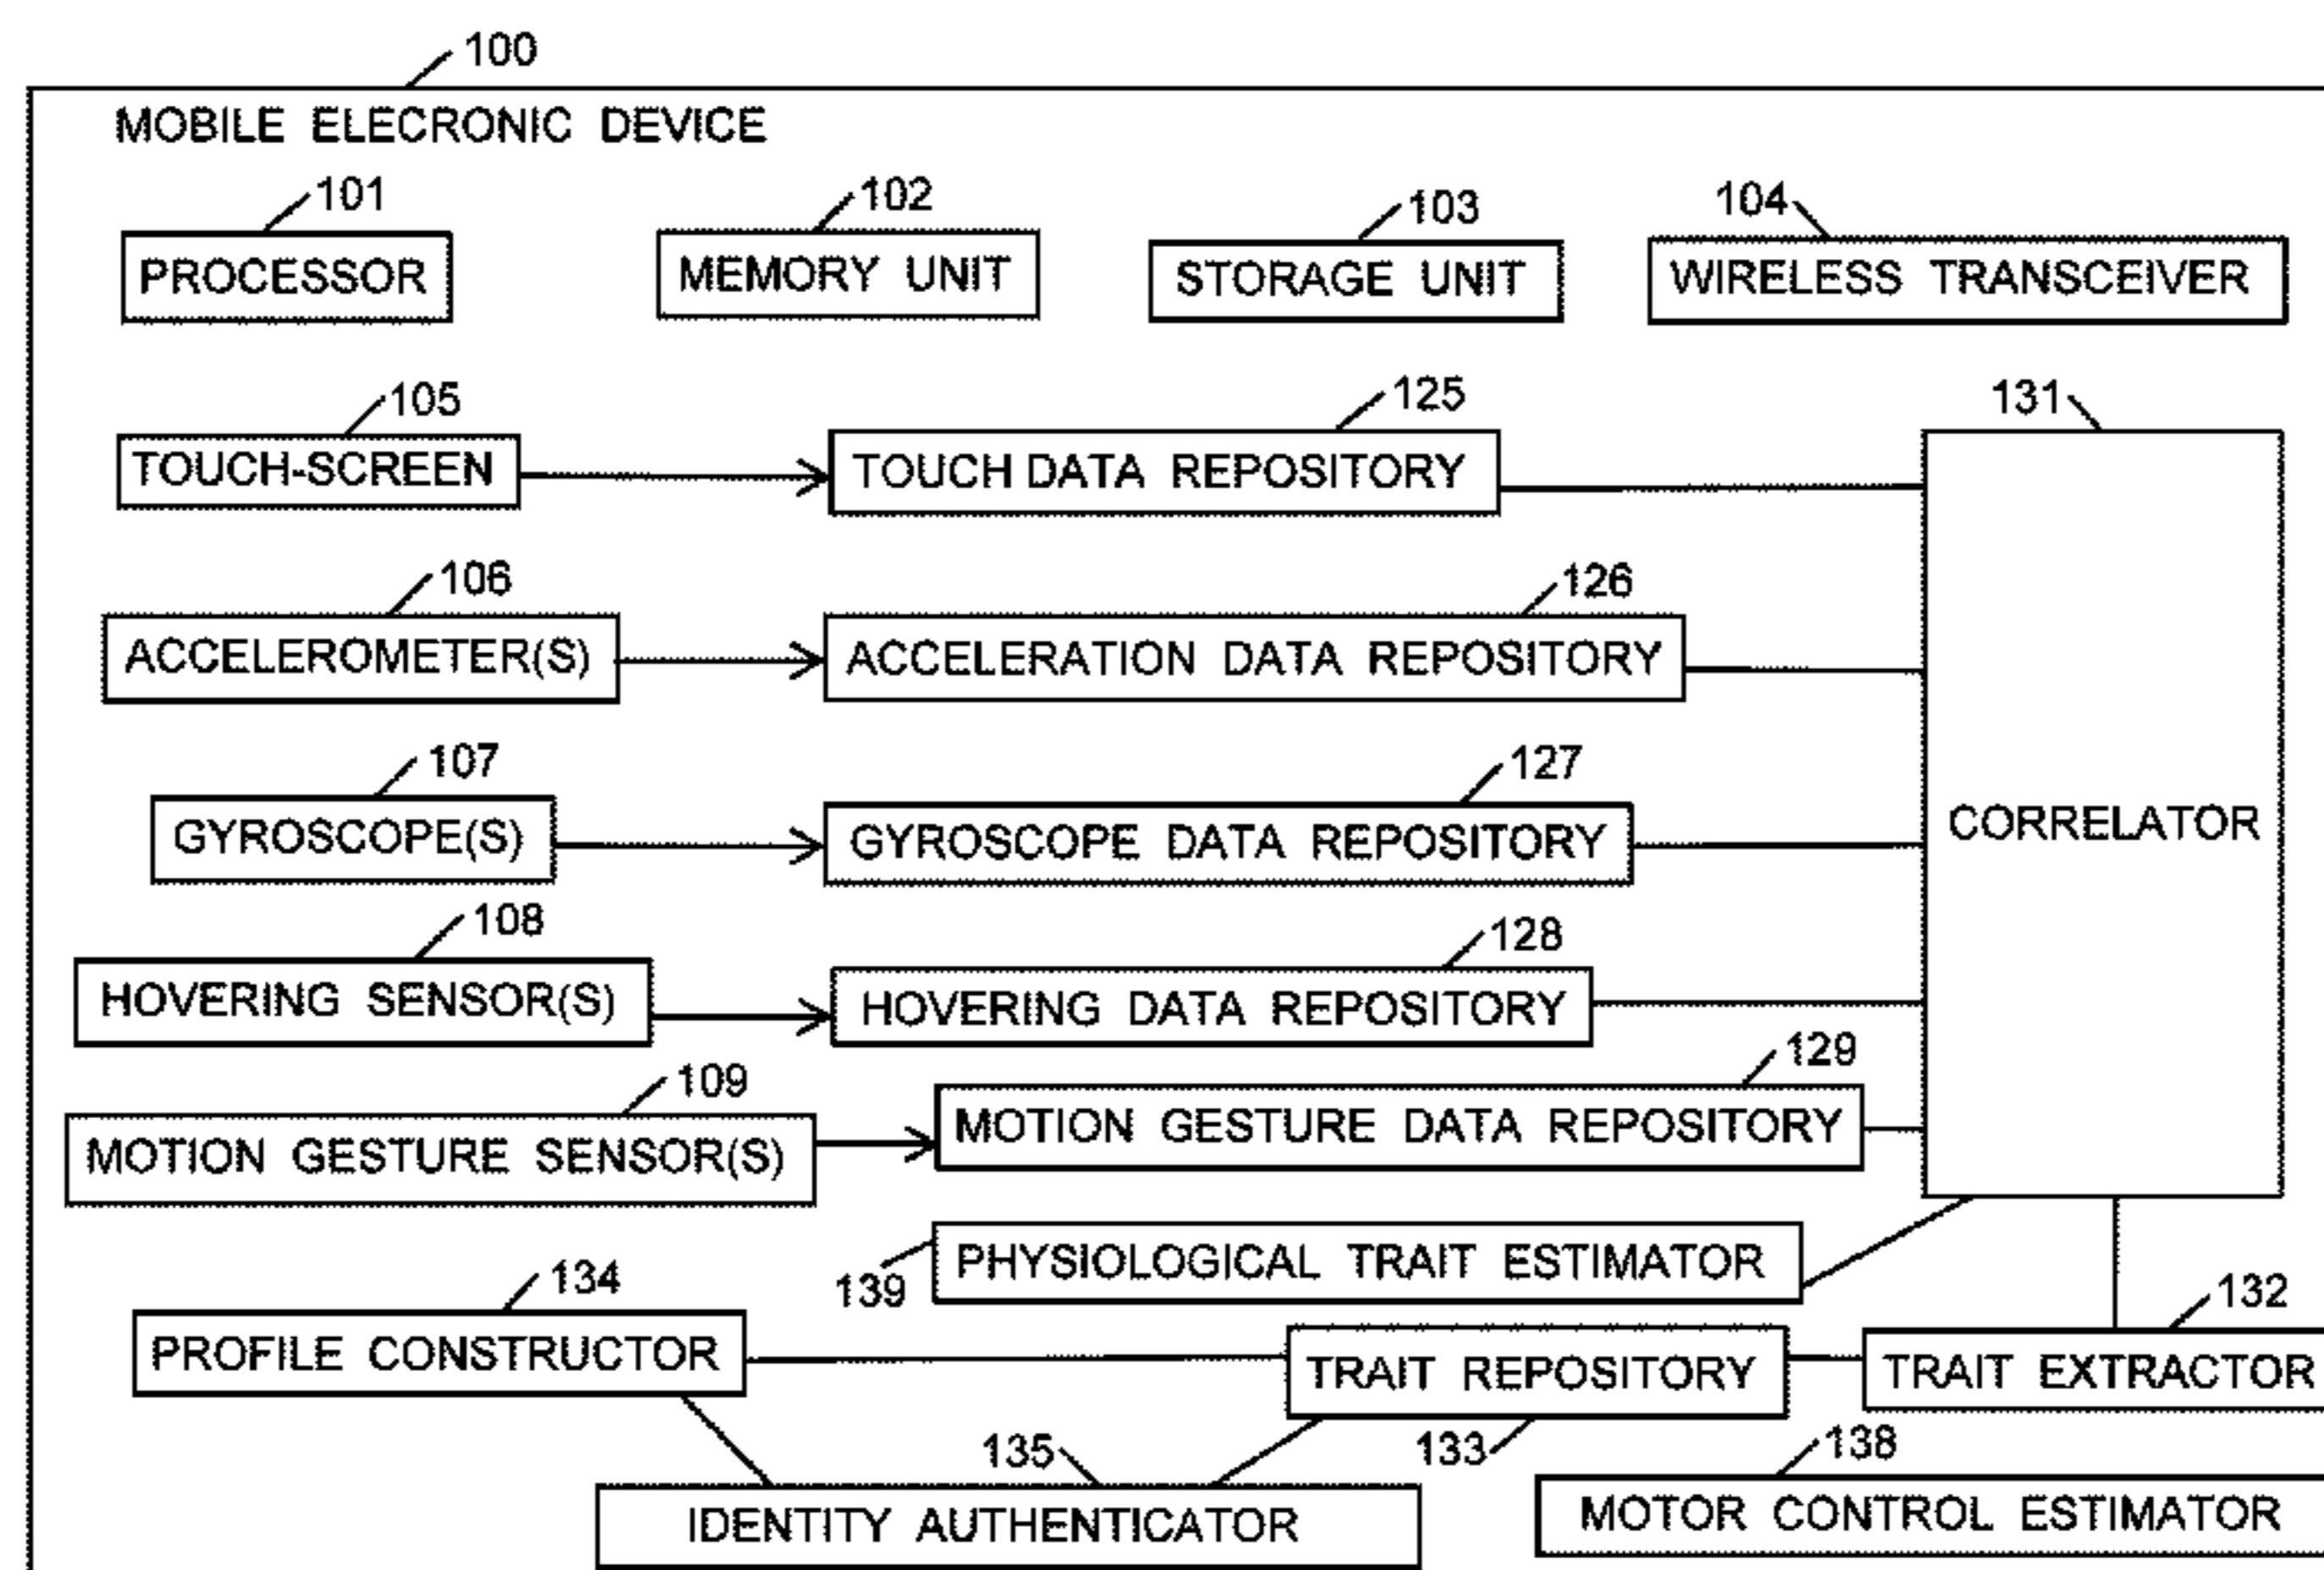 100
MOBILE ELECRONIC DEVICE
101
102
103
104
PROCESSOR
MEMORY UNIT
STORAGE UNIT
WIRELESS TRANSCEIVER
105
125
131
TOUCH-SCREEN
TOUCH DATA REPOSITORY
106
126
ACCELEROMETER(S)
ACCELERATION DATA REPOSITORY
107
127
GYROSCOPE(S)
GYROSCOPE DATA REPOSITORY
CORRELATOR
108
128
HOVERING SENSOR(S)
HOVERING DATA REPOSITORY
109
129
MOTION GESTURE SENSOR(S)
MOTION GESTURE DATA REPOSITORY
139
PHYSIOLOGICAL TRAIT ESTIMATOR
134
132
PROFILE CONSTRUCTOR
TRAIT REPOSITORY
TRAIT EXTRACTOR
135
133
138
IDENTITY AUTHENTICATOR
MOTOR CONTROL ESTIMATOR